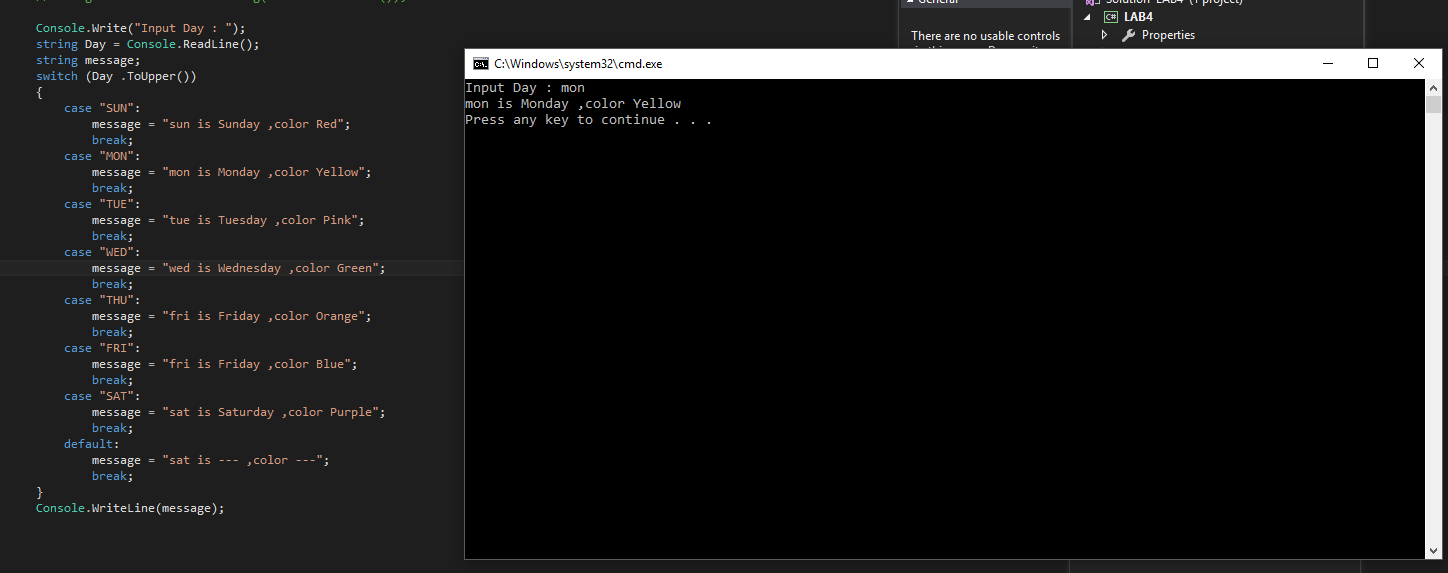 Console.Write("Input Day : ");
string Day = Console.ReadLine();
string message;
switch (Day .ToUpper())
{
case "SUN":
message = "sun is Sunday ,color Red";
break;
case "MON":
message = "mon is Monday ,color Yellow";
break;
case "TUE":
message = "tue is Tuesday ,color Pink";
break;
case "WED":
message = "wed is Wednesday ,color Green";
break;
case "THU":
message = "fri is Friday ,color Orange";
break;
case "FRI":
message = "fri is Friday ,color Blue";
break;
case "SAT":
message = "sat is Saturday ,color Purple";
break;
default:
message = "sat is --- ,color ---";
break;
}
Console.WriteLine(message);
General
There are no usable controls
Solution 'LAB4' (1 project)
C# LAB4
Properties
C:\Windows\system32\cmd.exe
Input Day : mon
mon is Monday ,color Yellow
Press any key to continue . . .